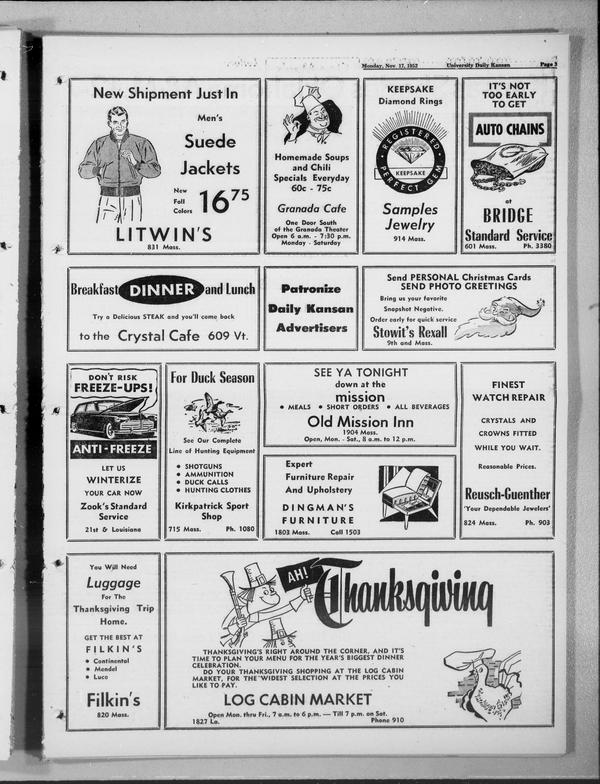 Monday, Nov. 17, 1952 University Daily Kansan Page 3
New Shipment Just In
Men's
Suede
Jackets
New
Fall
Colors
16 75
LITWIN'S
831 Mass.
Homemade Soups
and Chili
Specials Everyday
60c - 75c
Granada Cafe
One Door South
of the Granada Theater
Open 6 a.m. - 7:30 p.m.
Monday - Saturday
KEEPSAKE
Diamond Rings
REGISTERED
KEEPSAKE
PERFECT GEM
Samples
Jewelry
914 Mass.
IT'S NOT
TOO EARLY
TO GET
AUTO CHAINS
at
BRIDGE
Standard Service
601 Mass. Ph. 3380
Breakfast DINNER and Lunch
Try a Delicious STEAK and you'll come back
to the Crystal Cafe 609 Vt.
Patronize
Daily Kansan
Advertisers
Send PERSONAL Christmas Cards
SEND PHOTO GREETINGS
Bring us your favorite
Snapshot Negative.
Order early for quick service
Stowit's Rexall
9th and Mass.
DON'T RISK
FREEZE-UPS!
ANTI-FREEZE
LET US
WINTERIZE
YOUR CAR NOW
Zook's Standard
Service
21st & Louisiana
For Duck Season
See Our Complete
Line of Hunting Equipment
• SHOTGUNS
• AMMUNITION
• DUCK CALLS
• HUNTING CLOTHES
Kirkpatrick Sport
Shop
715 Mass. Ph. 1080
SEE YA TONIGHT
down at the
mission
• MEALS • SHORT ORDERS • ALL BEVERAGES
Old Mission Inn
1904 Mass.
Open, Mon. - Sat., 8 a.m. to 12 p.m.
Expert
Furniture Repair
And Upholstery
DINGMAN'S
FURNITURE
1803 Mass. Call 1503
FINEST
WATCH REPAIR
CRYSTALS AND
CROWNS FITTED
WHILE YOU WAIT.
Reasonable Prices.
Reusch-Guenther
'Your Dependable Jewelers'
824 Mass. Ph. 903
You Will Need
Luggage
For The
Thanksgiving Trip
Home.
GET THE BEST AT
FILKIN'S
• Continental
• Mendel
• Luce
Filkin's
820 Mass.
AH!
Thanksgiving
THANKSGIVING'S RIGHT AROUND THE CORNER, AND IT'S
TIME TO PLAN YOUR MENU FOR THE YEAR'S BIGGEST DINNER
CELEBRATION.
DO YOUR THANKSGIVING SHOPPING AT THE LOG CABIN
MARKET, FOR THE WIDEST SELECTION AT THE PRICES YOU
LIKE TO PAY.
LOG CABIN MARKET
Open Mon. thru Fri., 7 a.m. to 6 p.m. — Till 7 p.m. on Sat.
1827 La. Phone 910